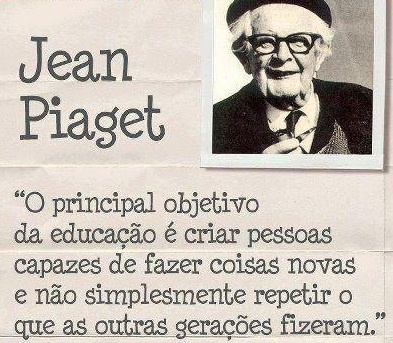 Jean
Piaget
“O principal objetivo
da educação é criar pessoas
capazes de fazer coisas novas
e não simplesmente repetir o
que as outras gerações fizeram.”